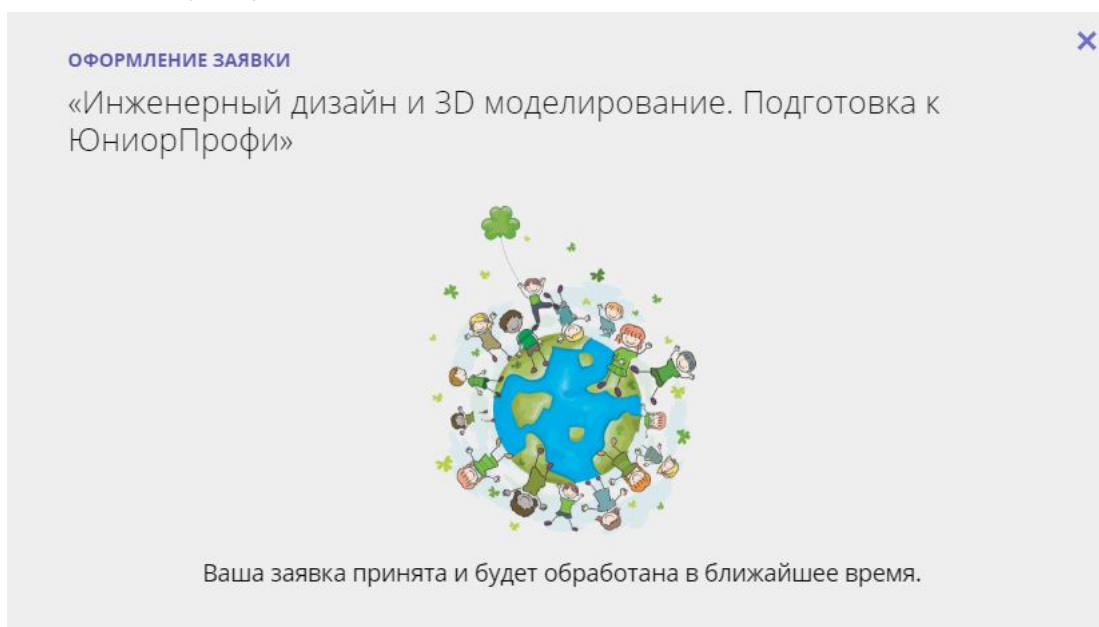 ОФОРМЛЕНИЕ ЗАЯВКИ
«Инженерный дизайн и 3D моделирование. Подготовка к
ЮниорПрофи»
Ваша заявка принята и будет обработана в ближайшее время.